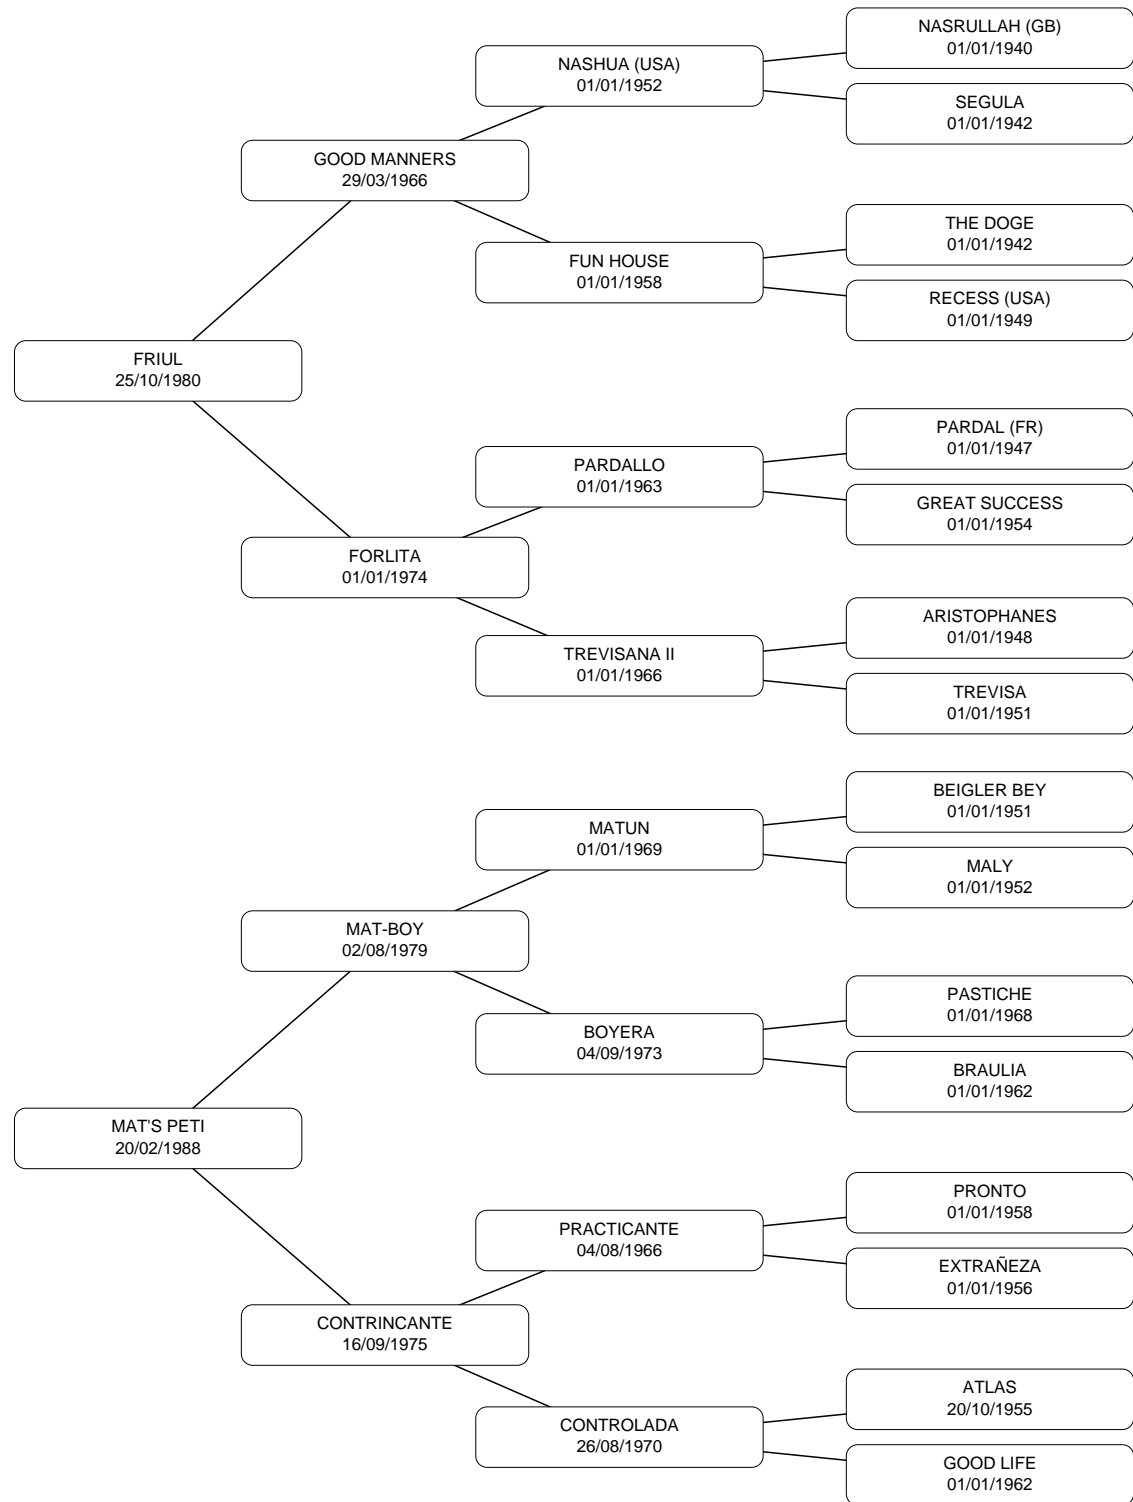 NASRULLAH (GB)
01/01/1940
NASHUA (USA)
01/01/1952
SEGULA
01/01/1942
GOOD MANNERS
29/03/1966
THE DOGE
01/01/1942
FUN HOUSE
01/01/1958
RECESS (USA)
01/01/1949
FRIUL
25/10/1980
PARDAL (FR)
01/01/1947
PARDALLO
01/01/1963
GREAT SUCCESS
01/01/1954
FORLITA
01/01/1974
ARISTOPHANES
01/01/1948
TREVISANA II
01/01/1966
TREVISA
01/01/1951
BEIGLER BEY
01/01/1951
MATUN
01/01/1969
MALY
01/01/1952
MAT-BOY
02/08/1979
PASTICHE
01/01/1968
BOYERA
04/09/1973
BRAULIA
01/01/1962
MAT'S PETI
20/02/1988
PRONTO
01/01/1958
PRACTICANTE
04/08/1966
EXTRAÑEZA
01/01/1956
CONTRINCANTE
16/09/1975
ATLAS
20/10/1955
CONTROLADA
26/08/1970
GOOD LIFE
01/01/1962